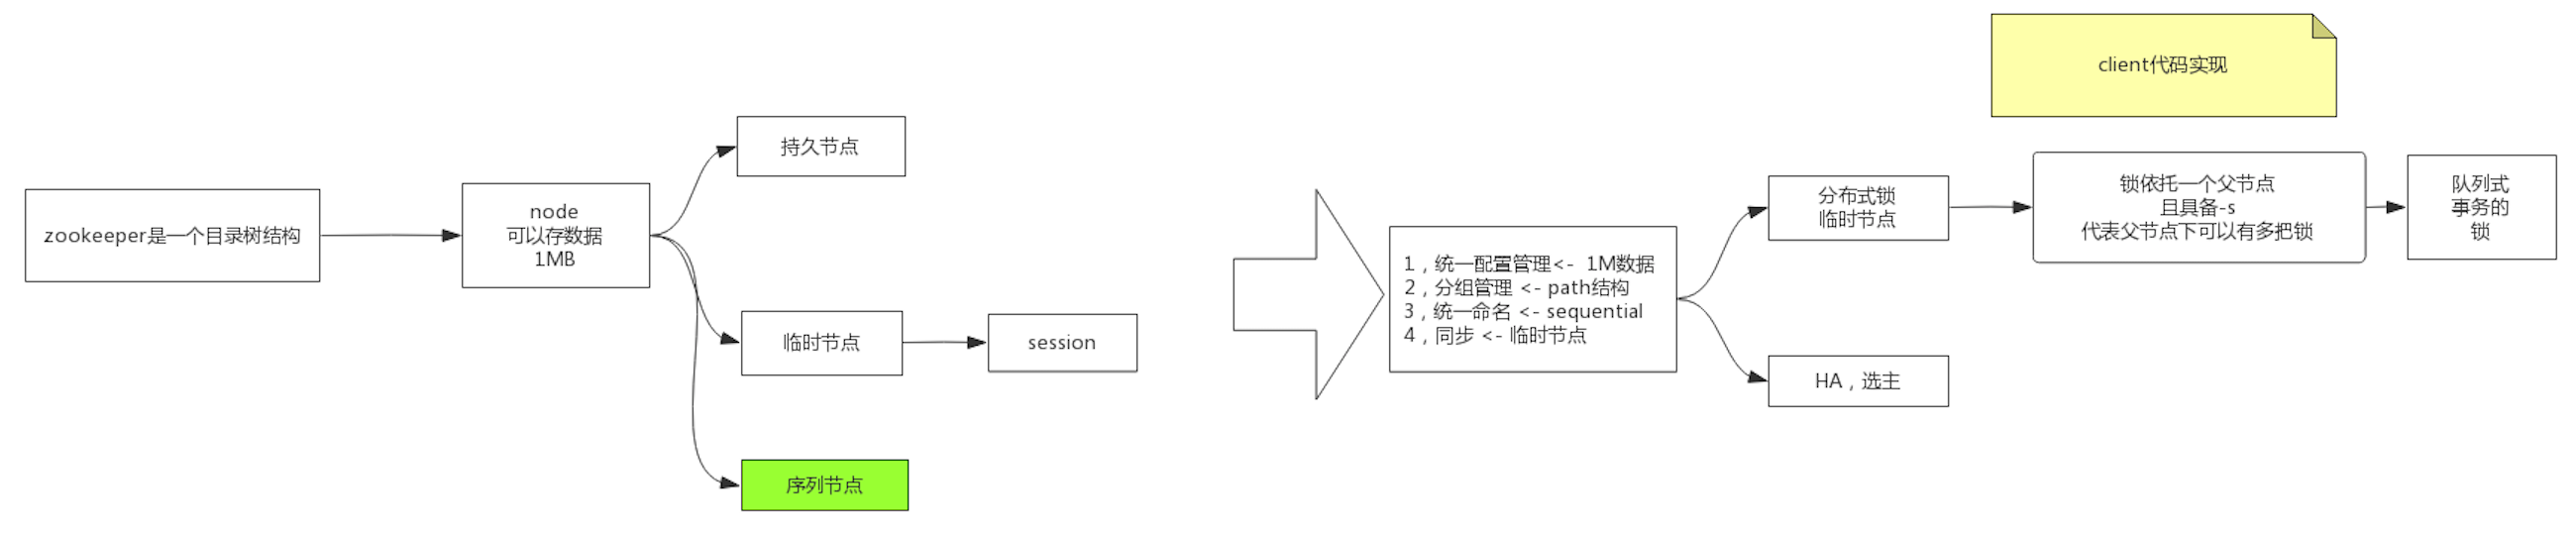 client代码实现
持久节点
zookeeper是一个目录树结构
node
可以存数据
1MB
临时节点
session
序列节点
1，统一配置管理<- 1M数据
2，分组管理 <- path结构
3，统一命名 <- sequential
4，同步 <- 临时节点
分布式锁
临时节点
HA，选主
锁依托一个父节点
且具备-s
代表父节点下可以有多把锁
队列式
事务的
锁